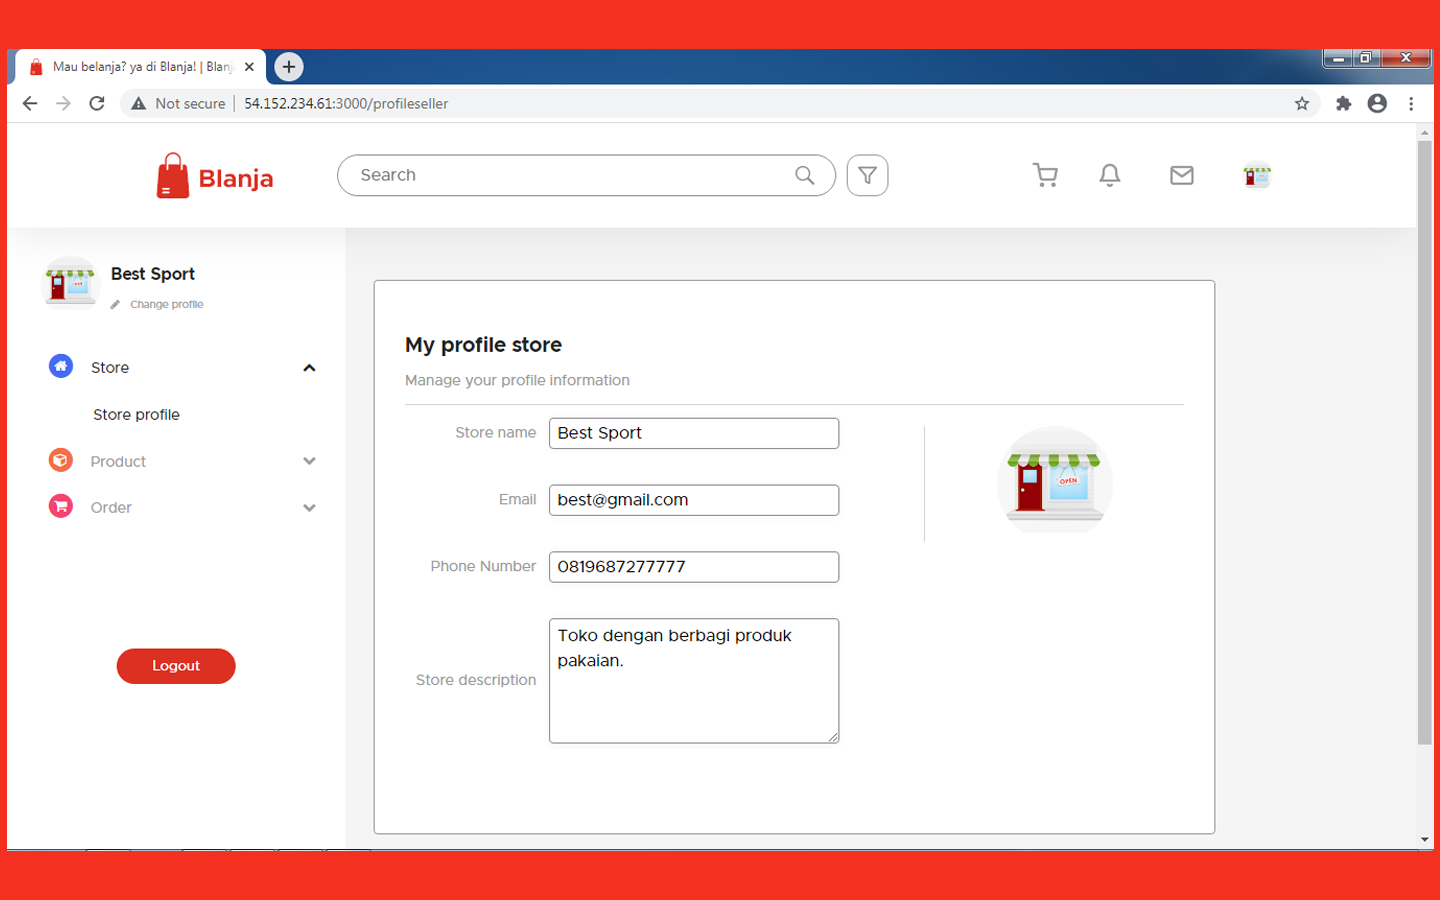 Mau belanja? ya di Blanja! | Blanj
Not secure
54.152.234.61:3000/profileseller
Blanja
Search
Best Sport
Change profile
Store
Store profile
Product
Order
Logout
My profile store
Manage your profile information
Store name
Best Sport
Email
best@gmail.com
Phone Number
0819687277777
Store description
Toko dengan berbagi produk
pakaian.
OPEN